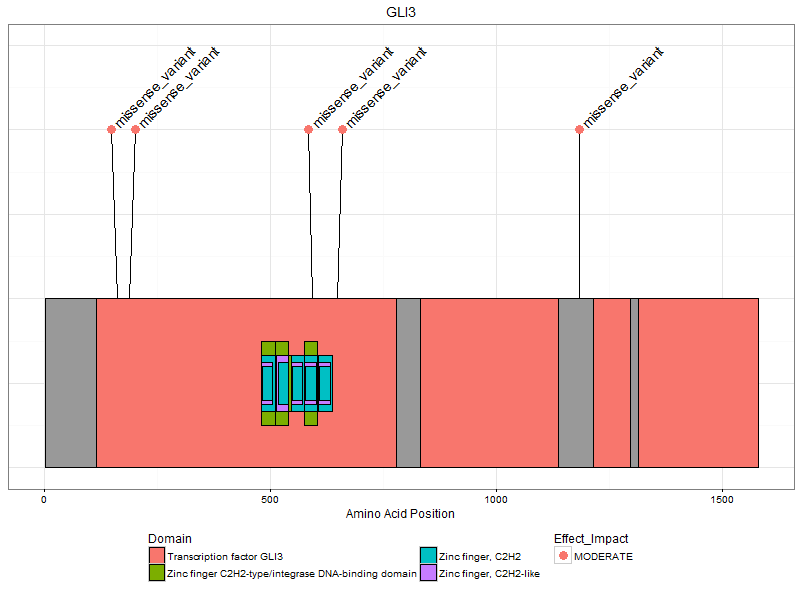 GLI3
missense_variant
missense_variant
missense_variant
missense_variant
missense_variant
0
500
1000
1500
Amino Acid Position
Domain
Transcription factor GLI3
Zinc finger C2H2-type/integrase DNA-binding domain
Zinc finger, C2H2
Zinc finger, C2H2-like
Effect_Impact
MODERATE